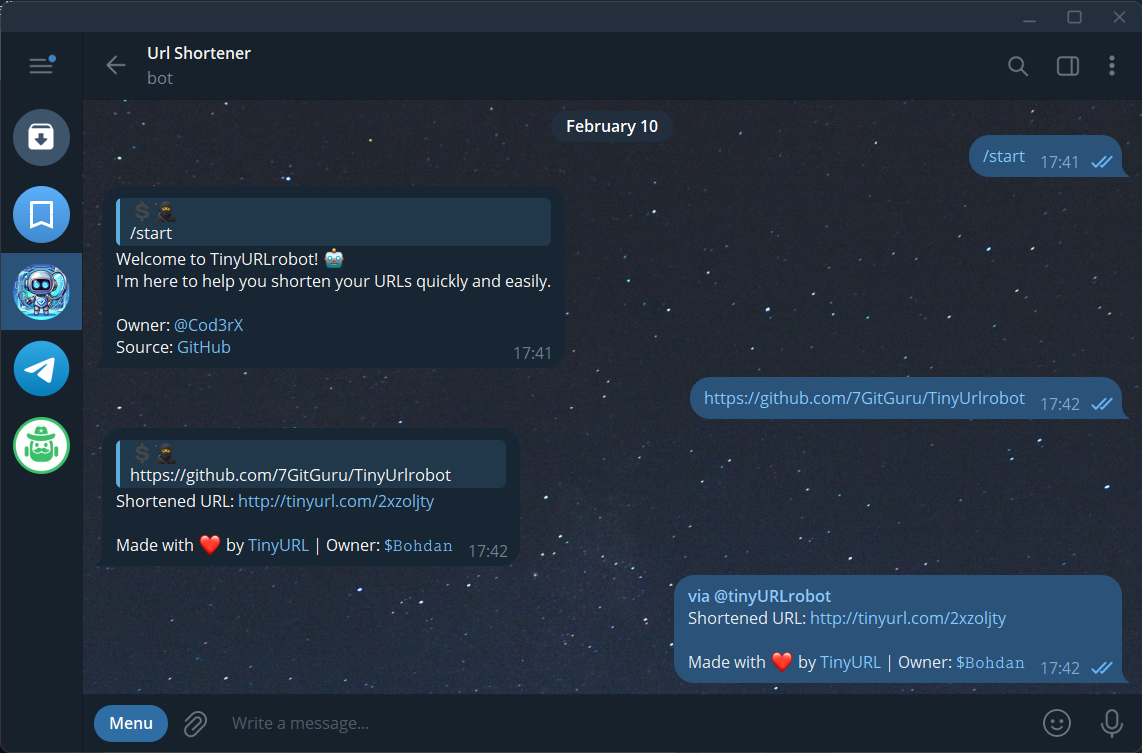 Url Shortener
bot
February 10
/start 17:41
$ 🥷
/start
Welcome to TinyURLrobot! 🤖
I'm here to help you shorten your URLs quickly and easily.
Owner: @Cod3rX
Source: GitHub 17:41
https://github.com/7GitGuru/TinyUrlrobot 17:42
$ 🥷
https://github.com/7GitGuru/TinyUrlrobot
Shortened URL: http://tinyurl.com/2xzoljty
Made with ❤️ by TinyURL | Owner: $Bohdan 17:42
via @tinyURLrobot
Shortened URL: http://tinyurl.com/2xzoljty
Made with ❤️ by TinyURL | Owner: $Bohdan 17:42
Menu Write a message...